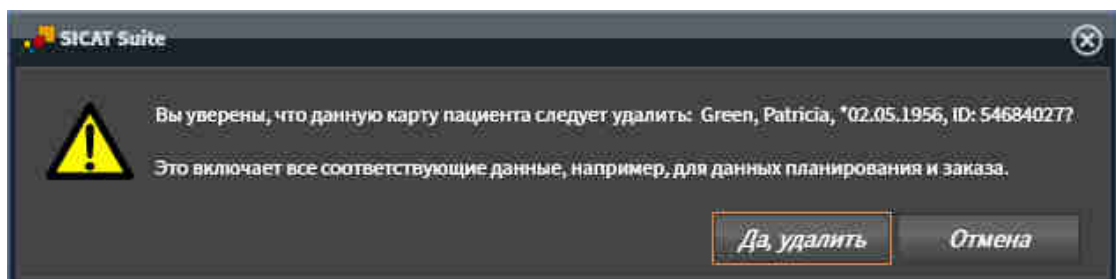 SICAT Suite
Вы уверены, что данную карту пациента следует удалить: Green, Patricia, *02.05.1956, ID: 54684027?
Это включает все соответствующие данные, например, для данных планирования и заказа.
Да, удалить
Отмена